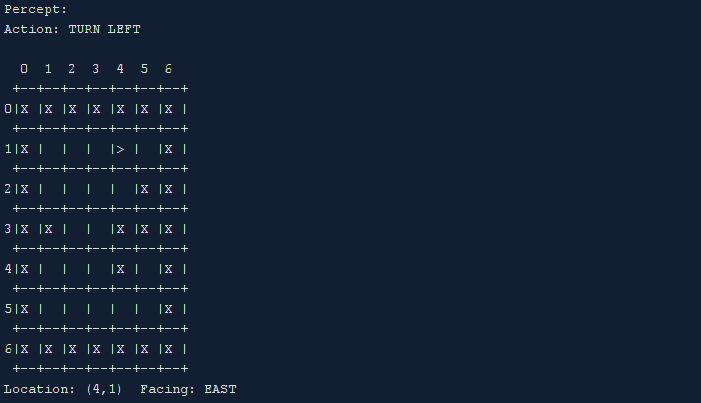 Percept:
Action: TURN LEFT
  0  1  2  3  4  5  6
 +--+--+--+--+--+--+--+
0|X |X |X |X |X |X |X |
 +--+--+--+--+--+--+--+
1|X |  |  |  |> |  |X |
 +--+--+--+--+--+--+--+
2|X |  |  |  |  |X |X |
 +--+--+--+--+--+--+--+
3|X |X |  |  |X |X |X |
 +--+--+--+--+--+--+--+
4|X |  |  |  |X |  |X |
 +--+--+--+--+--+--+--+
5|X |  |  |  |  |  |X |
 +--+--+--+--+--+--+--+
6|X |X |X |X |X |X |X |
 +--+--+--+--+--+--+--+
Location: (4,1)  Facing: EAST